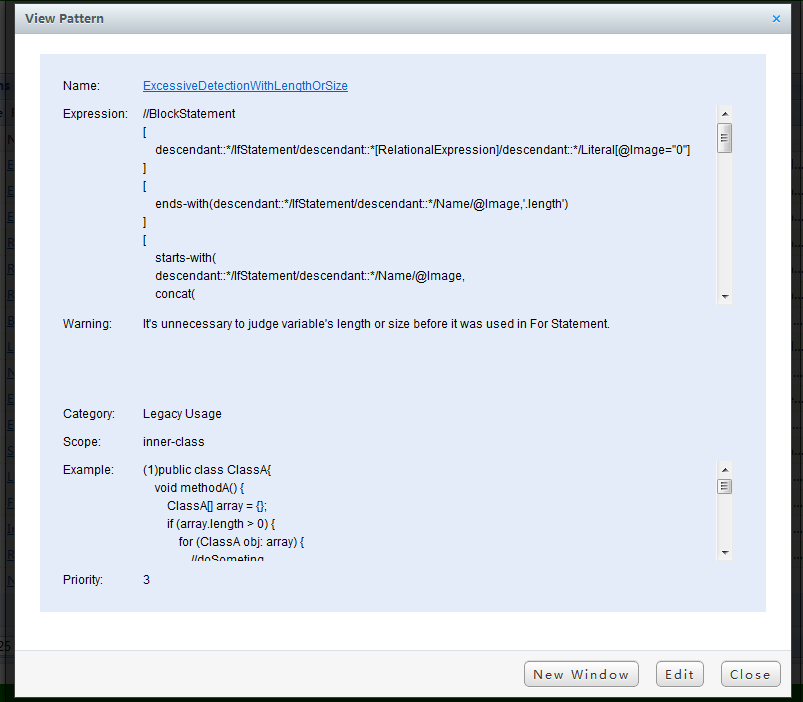 View Pattern
×
Name: ExcessiveDetectionWithLengthOrSize
Expression: //BlockStatement
[
descendant::*/IfStatement/descendant::*[RelationalExpression]/descendant::*/Literal[@Image="0"]
]
[
ends-with(descendant::*/IfStatement/descendant::*/Name/@Image,'.length')
]
[
starts-with(
descendant::*/IfStatement/descendant::*/Name/@Image,
concat(
Warning: It's unnecessary to judge variable's length or size before it was used in For Statement.
Category: Legacy Usage
Scope: inner-class
Example: (1)public class ClassA{
void methodA() {
ClassA[] array = {};
if (array.length > 0) {
for (ClassA obj: array) {
//doSometing
Priority: 3
25
New Window Edit Close